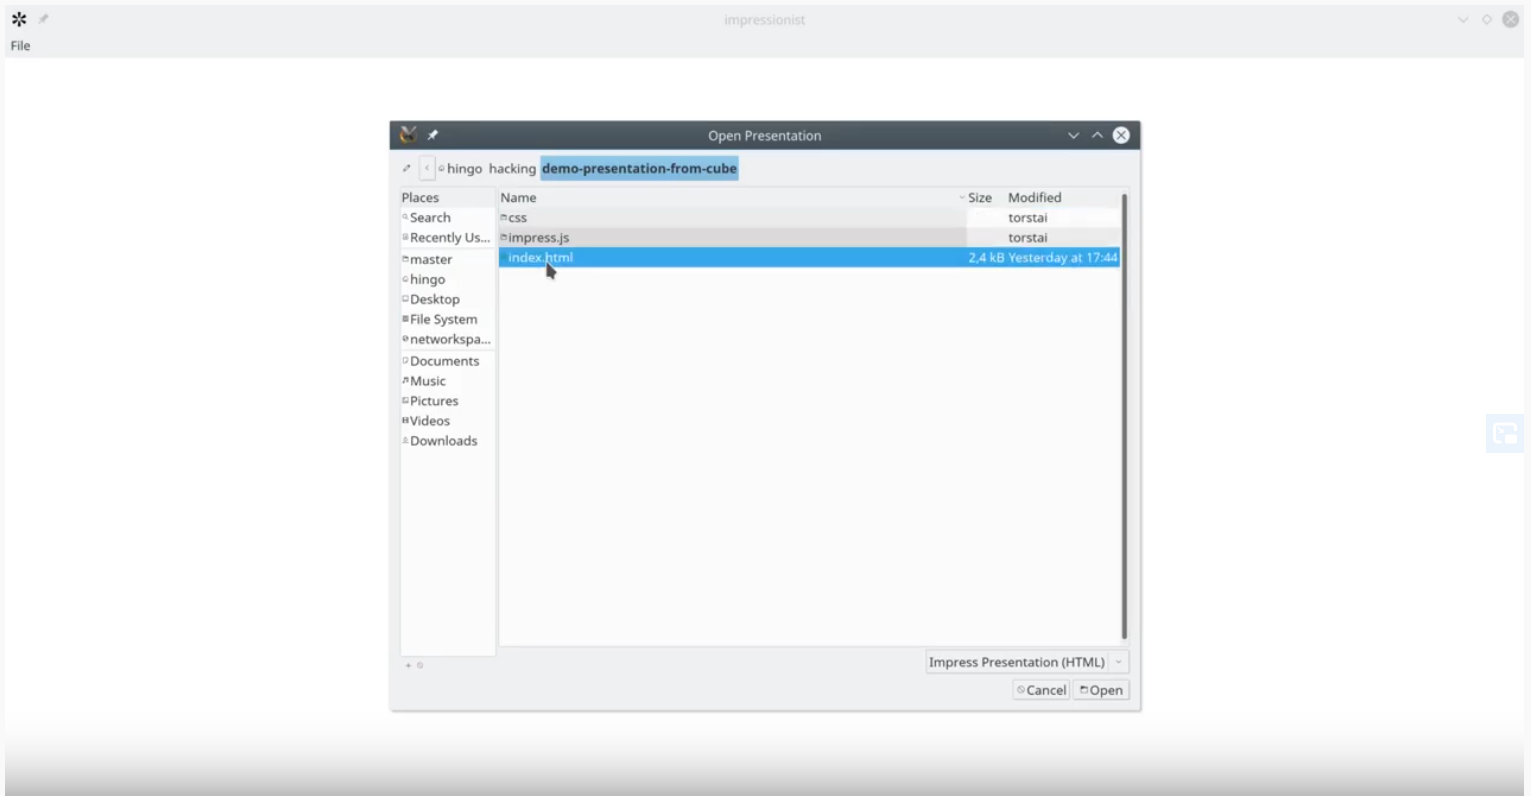 impressionist
File
Open Presentation
hingo hacking demo-presentation-from-cube
Places Name Size Modified
Search css torstai
Recently Us... impress.js torstai
index.html 2,4 kB Yesterday at 17:44
master
hingo
Desktop
File System
networkspa...
Documents
Music
Pictures
Videos
Downloads
Impress Presentation (HTML)
Cancel Open